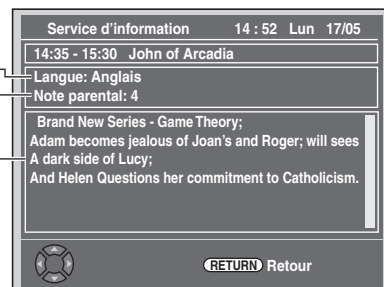 Service d'information 14 : 52 Lun 17/05
14:35 - 15:30 John of Arcadia
Langue: Anglais
Note parental: 4
Brand New Series - Game Theory;
Adam becomes jealous of Joan's and Roger; will sees
A dark side of Lucy;
And Helen Questions her commitment to Catholicism.
RETURN Retour